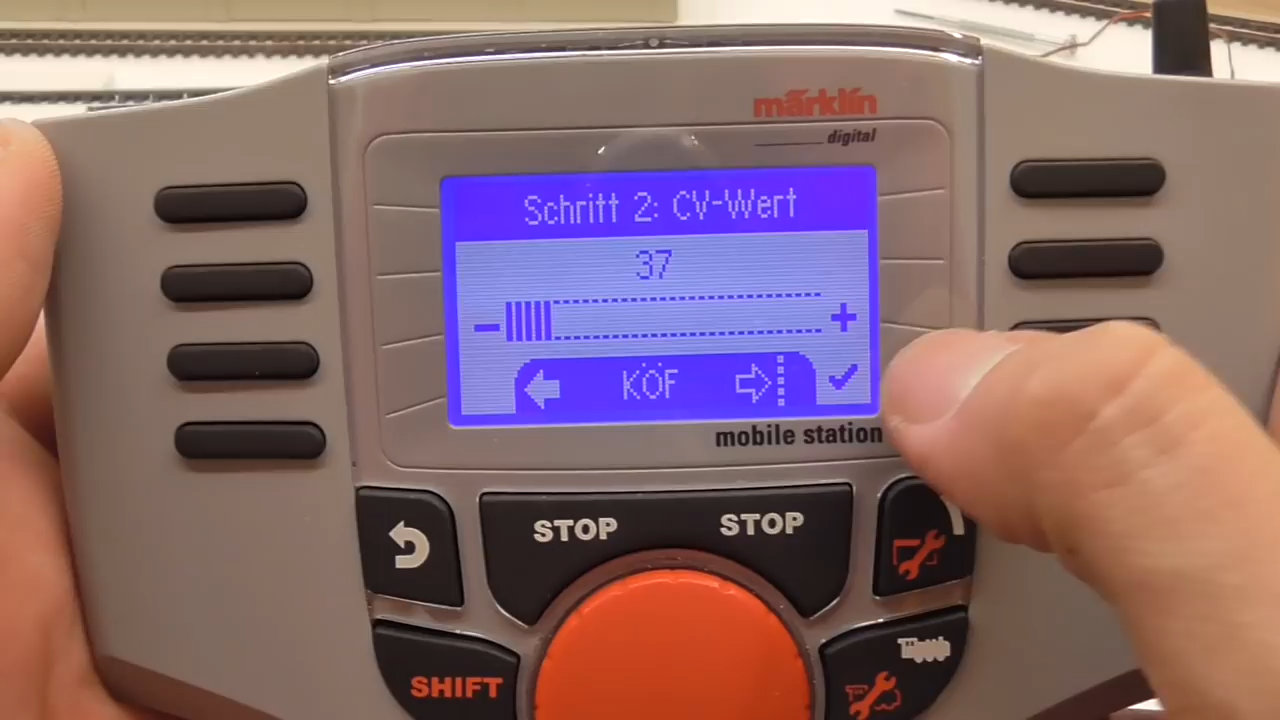 märklin
digital
Schritt 2: CV-Wert
37
- +
KÖF
mobile station
STOP STOP
SHIFT